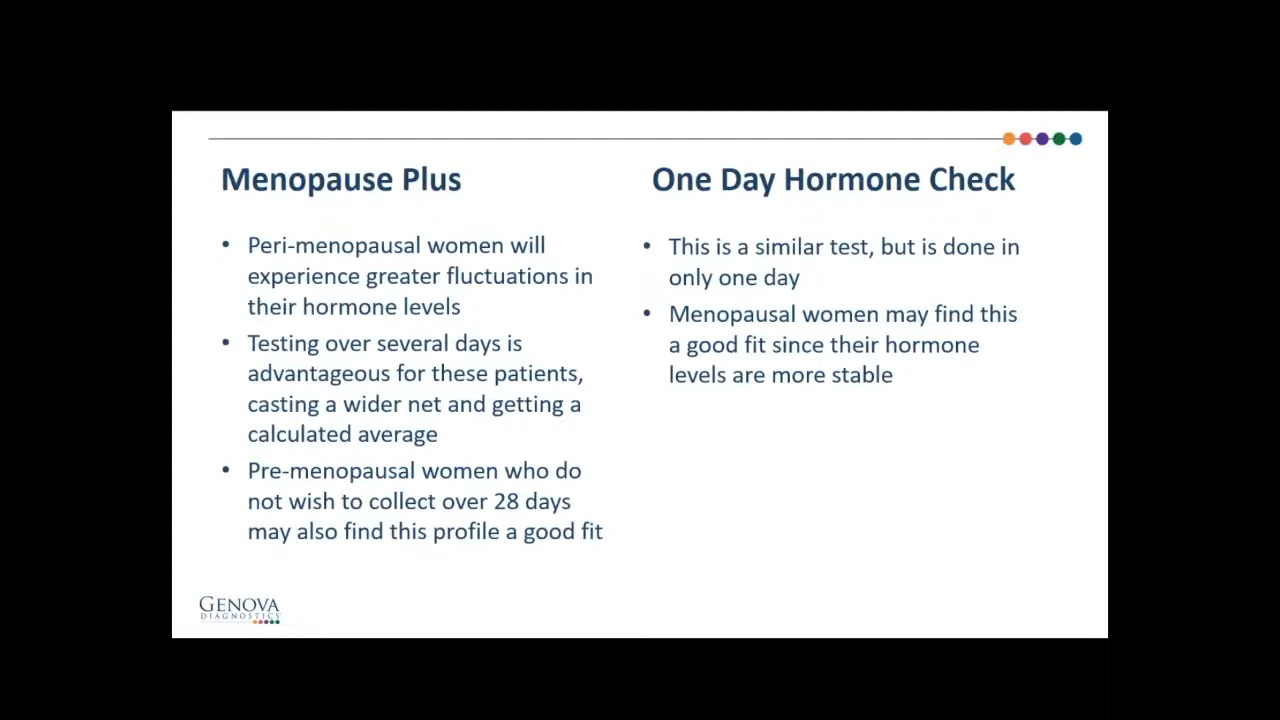 Menopause Plus
Peri-menopausal women will
experience greater fluctuations in
their hormone levels
Testing over several days is
advantageous for these patients,
casting a wider net and getting a
calculated average
Pre-menopausal women who do
not wish to collect over 28 days
may also find this profile a good fit
One Day Hormone Check
This is a similar test, but is done in
only one day
Menopausal women may find this
a good fit since their hormone
levels are more stable
GENOVA
DIAGNOSTICS